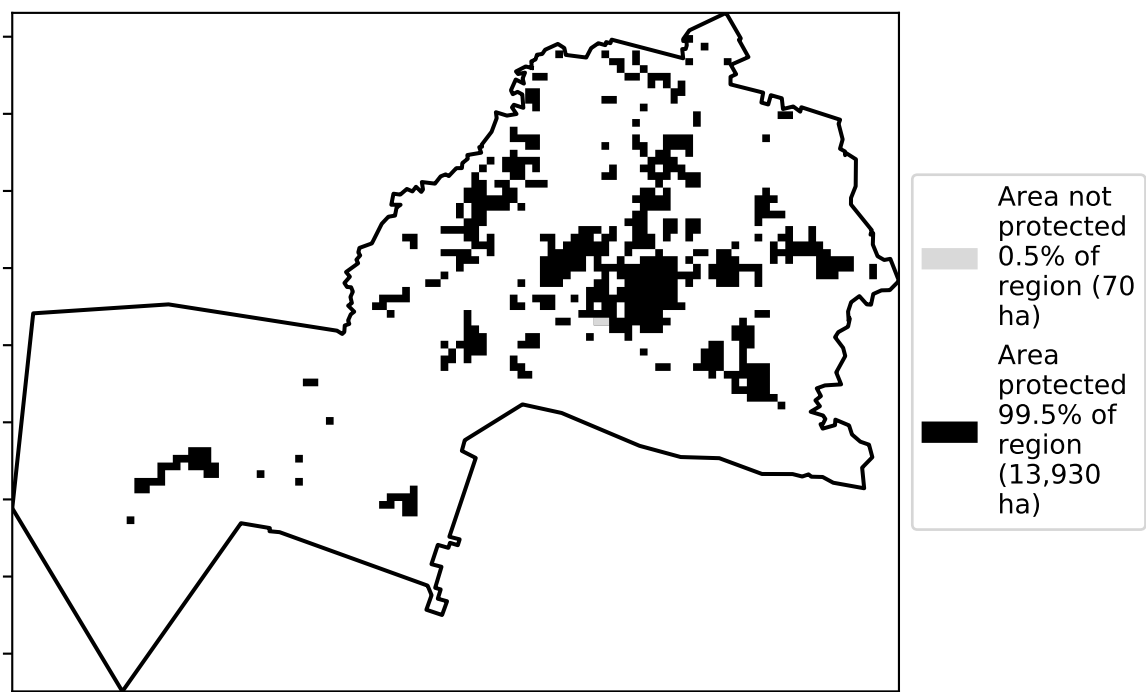 Area not
protected
0.5% of
region (70
ha)
Area
protected
99.5% of
region
(13,930
ha)